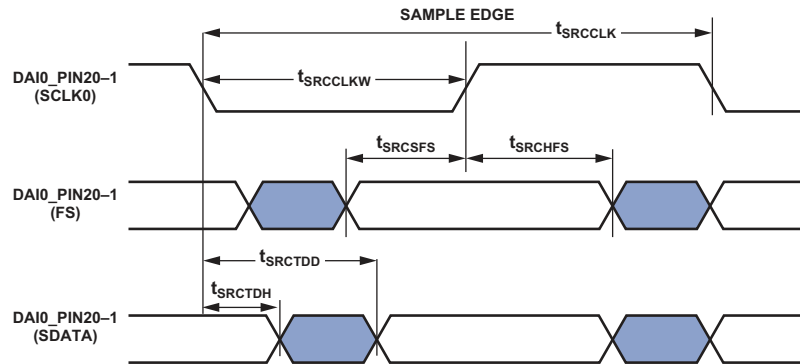 SAMPLE EDGE
tSRCCLK
DAI0_PIN20–1
(SCLK0)
tSRCCLKW
tSRCSFS
tSRCHFS
DAI0_PIN20–1
(FS)
tSRCTDD
tSRCTDH
DAI0_PIN20–1
(SDATA)